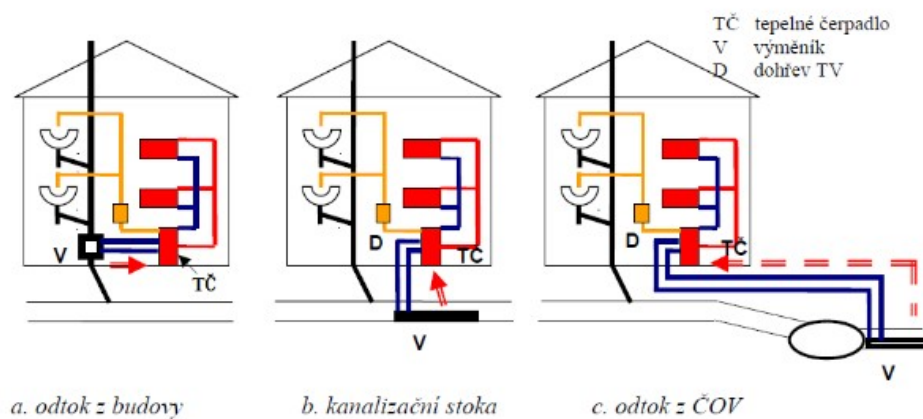 TČ tepelné čerpadlo
V výměník
D dohřev TV
V
TČ
D
TČ
V
D
TČ
V
a. odtok z budovy
b. kanalizační stoka
c. odtok z ČOV